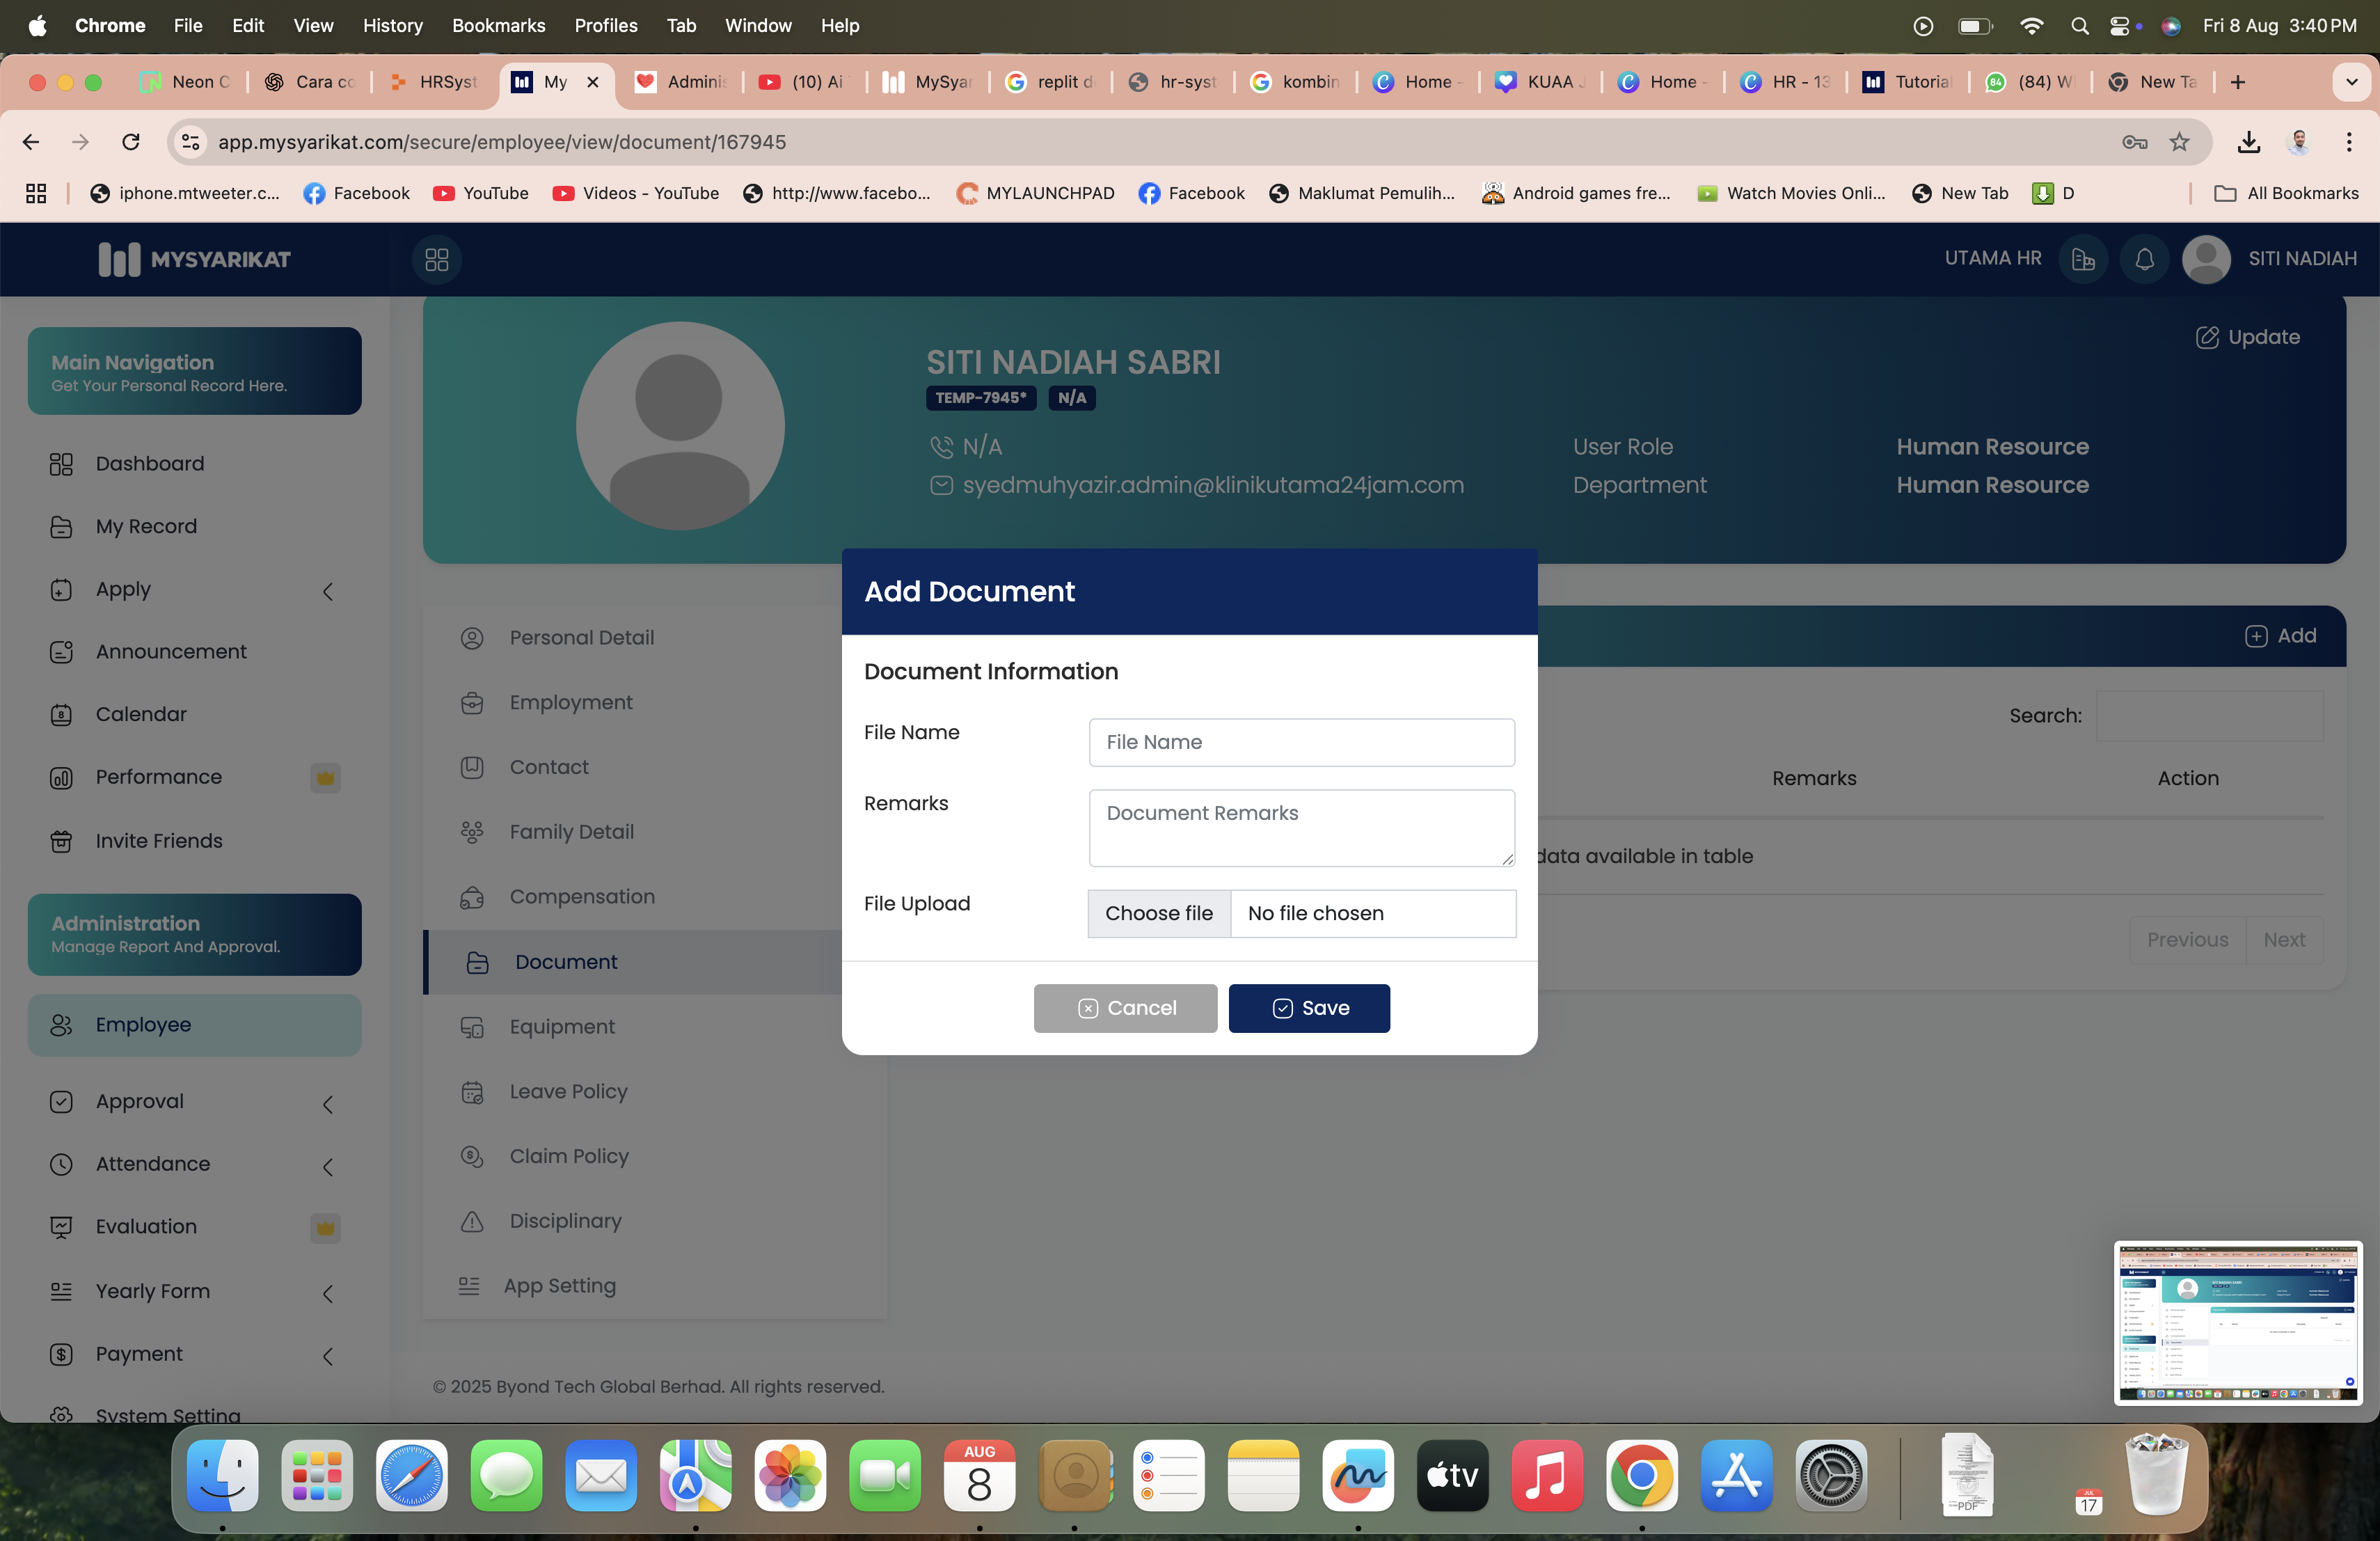 Chrome File Edit View History Bookmarks Profiles Tab Window Help Fri 8 Aug 3:40 PM
Neon C Cara co HRSyst My Adminis (10) Ai MySyar replit d hr-syst kombin Home - KUAA J Home - HR - 13 Tutorial (84) W New Ta
app.mysyarikat.com/secure/employee/view/document/167945
iphone.mtweeter.c... Facebook YouTube Videos - YouTube http://www.facebo... MYLAUNCHPAD Facebook Maklumat Pemulih... Android games fre... Watch Movies Onli... New Tab D All Bookmarks
MYSYARIKAT UTAMA HR SITI NADIAH
Main Navigation
Get Your Personal Record Here.
Dashboard
My Record
Apply
Announcement
Calendar
8
Performance
Invite Friends
Administration
Manage Report And Approval.
Employee
Approval
Attendance
Evaluation
Yearly Form
Payment
System Setting
Update
SITI NADIAH SABRI
TEMP-7945* N/A
N/A
syedmuhyazir.admin@klinikutama24jam.com
User Role Human Resource
Department Human Resource
Personal Detail
Employment
Contact
Family Detail
Compensation
Document
Equipment
Leave Policy
Claim Policy
Disciplinary
App Setting
Add
Search:
Remarks Action
data available in table
Previous Next
Add Document
Document Information
File Name File Name
Remarks Document Remarks
File Upload Choose file No file chosen
Cancel Save
© 2025 Byond Tech Global Berhad. All rights reserved.
AUG
8
tv
PDF
JUL
17